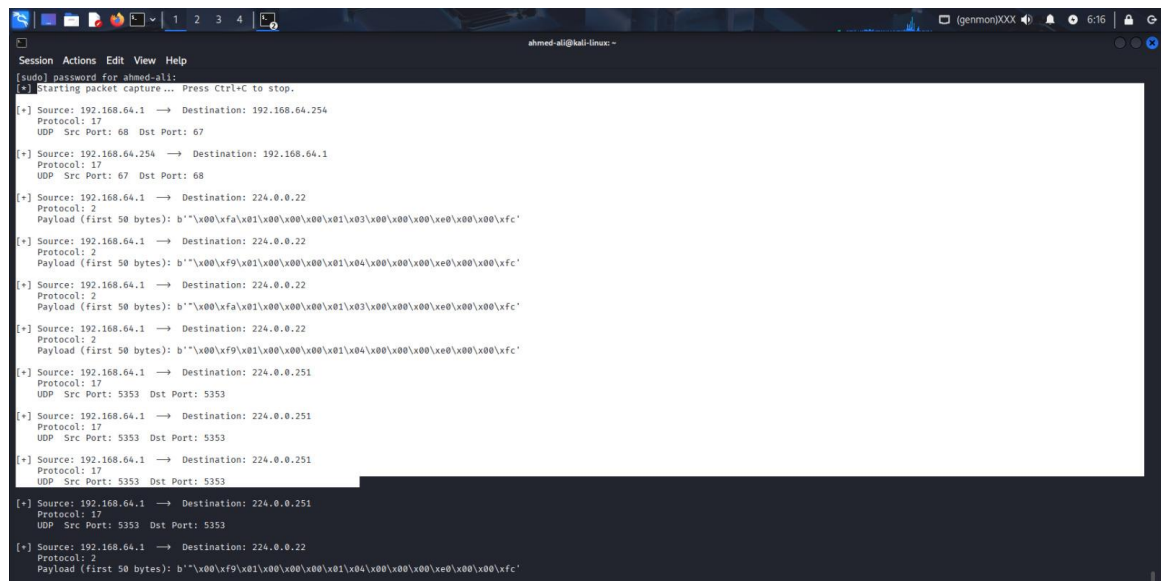 1 2 3 4
(genmon)XXX
6:16
ahmed-ali@kali-linux: ~
Session Actions Edit View Help
[sudo] password for ahmed-ali:
[*] Starting packet capture... Press Ctrl+C to stop.
[+] Source: 192.168.64.1 → Destination: 192.168.64.254
Protocol: 17
UDP Src Port: 68 Dst Port: 67
[+] Source: 192.168.64.254 → Destination: 192.168.64.1
Protocol: 17
UDP Src Port: 67 Dst Port: 68
[+] Source: 192.168.64.1 → Destination: 224.0.0.22
Protocol: 2
Payload (first 50 bytes): b'"\x00\xfa\x01\x00\x00\x00\x01\x03\x00\x00\x00\xe0\x00\x00\xfc'
[+] Source: 192.168.64.1 → Destination: 224.0.0.22
Protocol: 2
Payload (first 50 bytes): b'"\x00\xf9\x01\x00\x00\x00\x01\x04\x00\x00\x00\xe0\x00\x00\xfc'
[+] Source: 192.168.64.1 → Destination: 224.0.0.22
Protocol: 2
Payload (first 50 bytes): b'"\x00\xfa\x01\x00\x00\x00\x01\x03\x00\x00\x00\xe0\x00\x00\xfc'
[+] Source: 192.168.64.1 → Destination: 224.0.0.22
Protocol: 2
Payload (first 50 bytes): b'"\x00\xf9\x01\x00\x00\x00\x01\x04\x00\x00\x00\xe0\x00\x00\xfc'
[+] Source: 192.168.64.1 → Destination: 224.0.0.251
Protocol: 17
UDP Src Port: 5353 Dst Port: 5353
[+] Source: 192.168.64.1 → Destination: 224.0.0.251
Protocol: 17
UDP Src Port: 5353 Dst Port: 5353
[+] Source: 192.168.64.1 → Destination: 224.0.0.251
Protocol: 17
UDP Src Port: 5353 Dst Port: 5353
[+] Source: 192.168.64.1 → Destination: 224.0.0.251
Protocol: 17
UDP Src Port: 5353 Dst Port: 5353
[+] Source: 192.168.64.1 → Destination: 224.0.0.22
Protocol: 2
Payload (first 50 bytes): b'"\x00\xf9\x01\x00\x00\x00\x01\x04\x00\x00\x00\xe0\x00\x00\xfc'